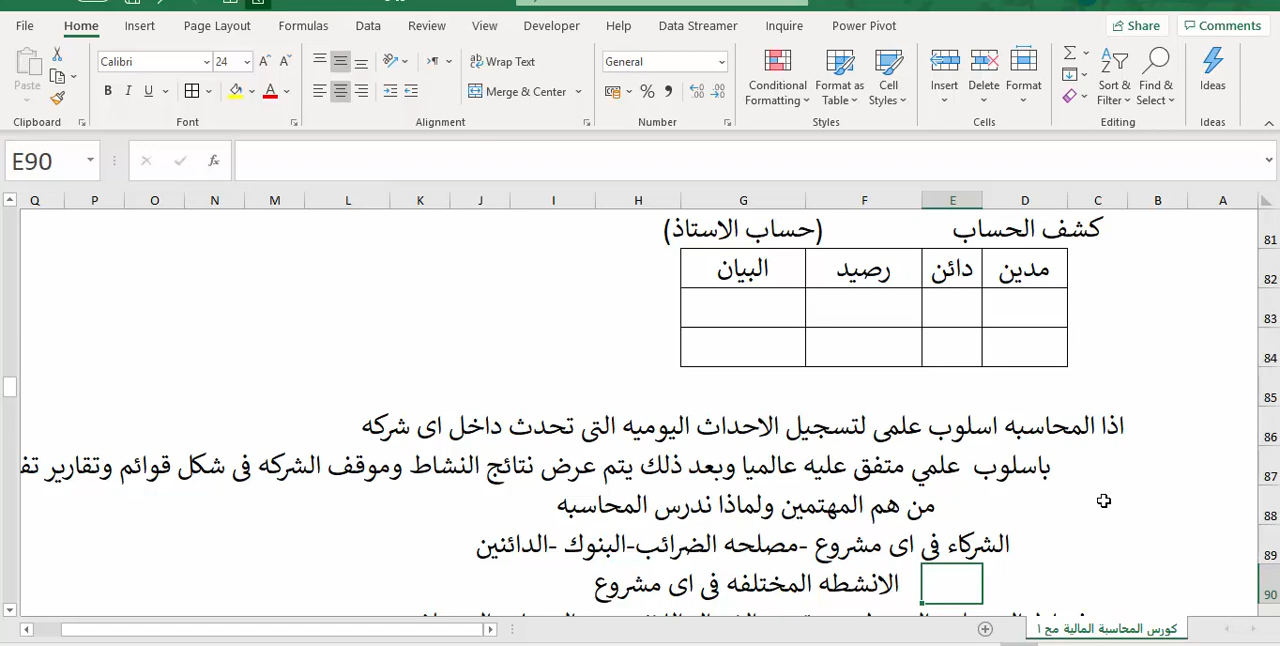 File Home Insert Page Layout Formulas Data Review View Developer Help Data Streamer Inquire Power Pivot Share Comments
Paste Calibri 24 Wrap Text General Conditional Formatting Format as Table Cell Styles Insert Delete Format Sort & Filter Find & Select Ideas
B I U Merge & Center
Clipboard Font Alignment Number Styles Cells Editing Ideas
E90 fx
Q P O N M L K J I H G F E D C B A
81 كشف الحساب (حساب الاستاذ)
82 مدين دائن رصيد البيان
83
84
85
86 اذا المحاسبه اسلوب علمى لتسجيل الاحداث اليوميه التى تحدث داخل اى شركه
87 باسلوب علمي متفق عليه عالميا وبعد ذلك يتم عرض نتائج النشاط وموقف الشركه فى شكل قوائم وتقارير
88 من هم المهتمين ولماذا ندرس المحاسبه
89 الشركاء فى اى مشروع -مصلحه الضرائب-البنوك -الدائنين
90 الانشطه المختلفه فى اى مشروع
كورس المحاسبة المالية مح ١